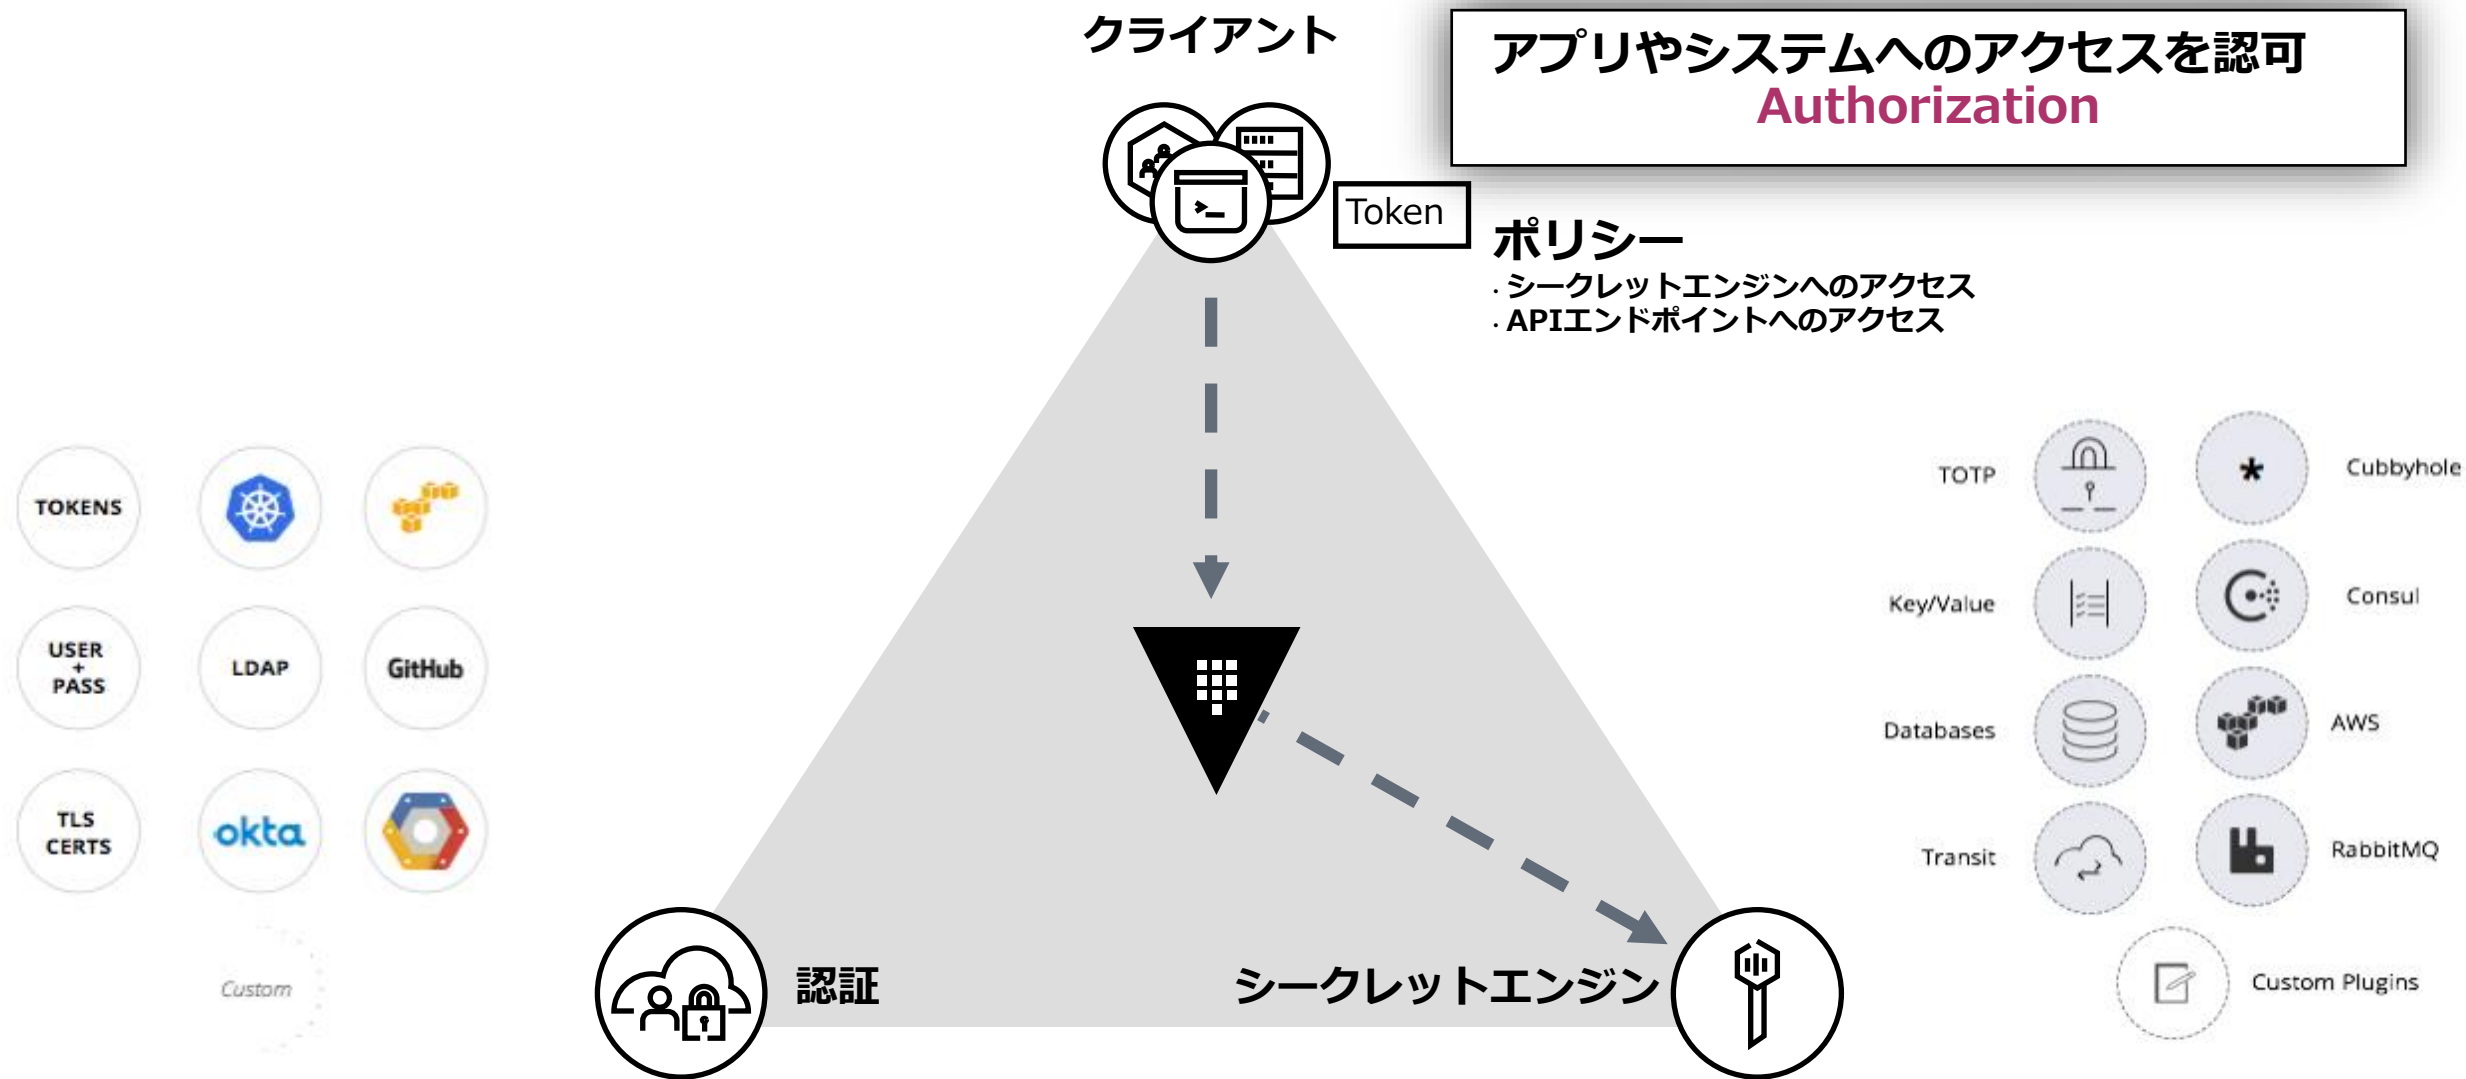 クライアント
アプリやシステムへのアクセスを認可
Authorization
Token
ポリシー
· シークレットエンジンへのアクセス
· APIエンドポイントへのアクセス
TOKENS
USER
+
PASS
LDAP
GitHub
TLS
CERTS
okta
Custom
認証
シークレットエンジン
TOTP
Cubbyhole
Key/Value
Consul
Databases
AWS
Transit
RabbitMQ
Custom Plugins